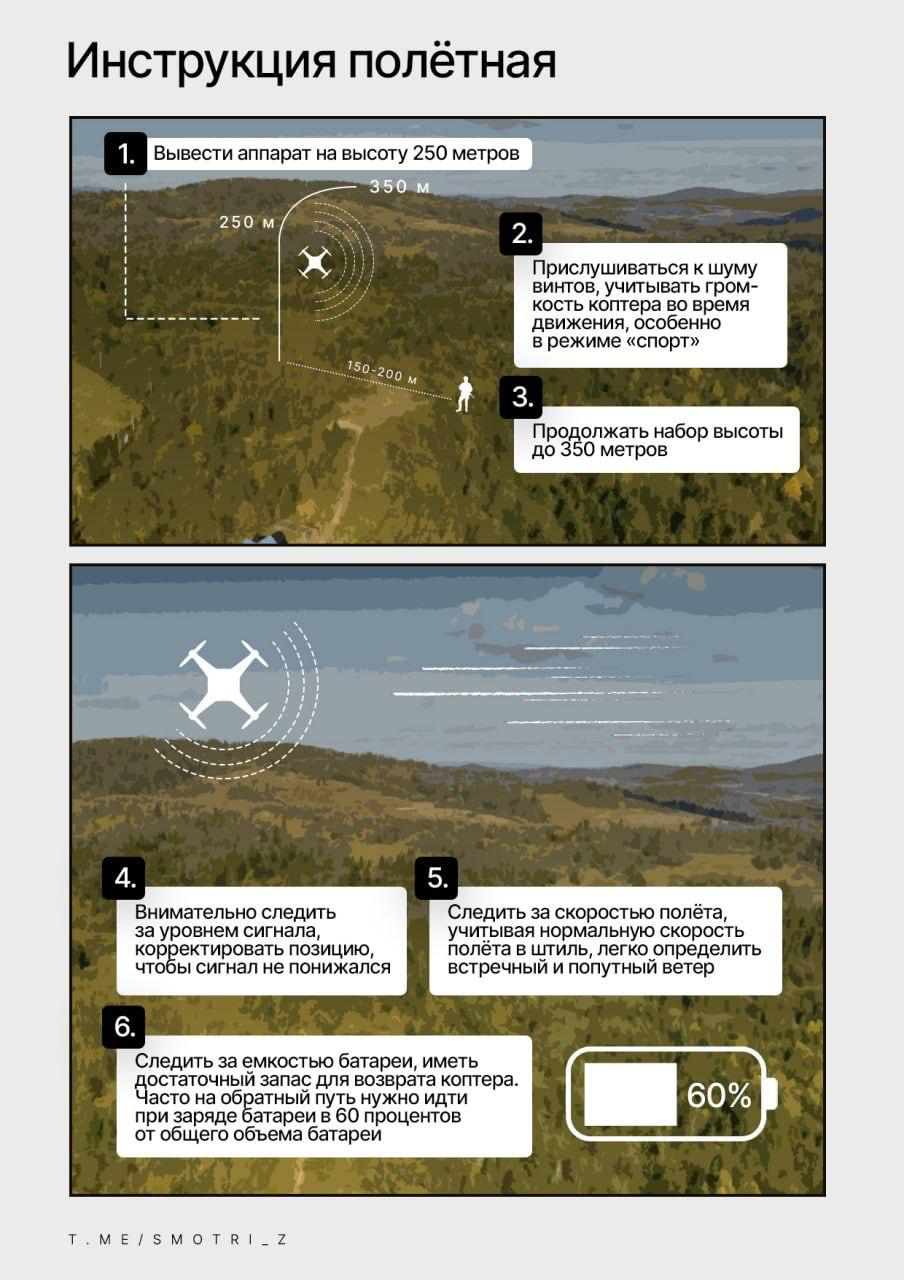 Инструкция полётная
1. Вывести аппарат на высоту 250 метров
350 м
250 м
150-200 м
2.
Прислушиваться к шуму
винтов, учитывать гром-
кость коптера во время
движения, особенно
в режиме «спорт»
3.
Продолжать набор высоты
до 350 метров
4.
Внимательно следить
за уровнем сигнала,
корректировать позицию,
чтобы сигнал не понижался
5.
Следить за скоростью полёта,
учитывая нормальную скорость
полёта в штиль, легко определить
встречный и попутный ветер
6.
Следить за емкостью батареи, иметь
достаточный запас для возврата коптера.
Часто на обратный путь нужно идти
при заряде батареи в 60 процентов
от общего объема батареи
60%
T.ME/SMOTRI_Z